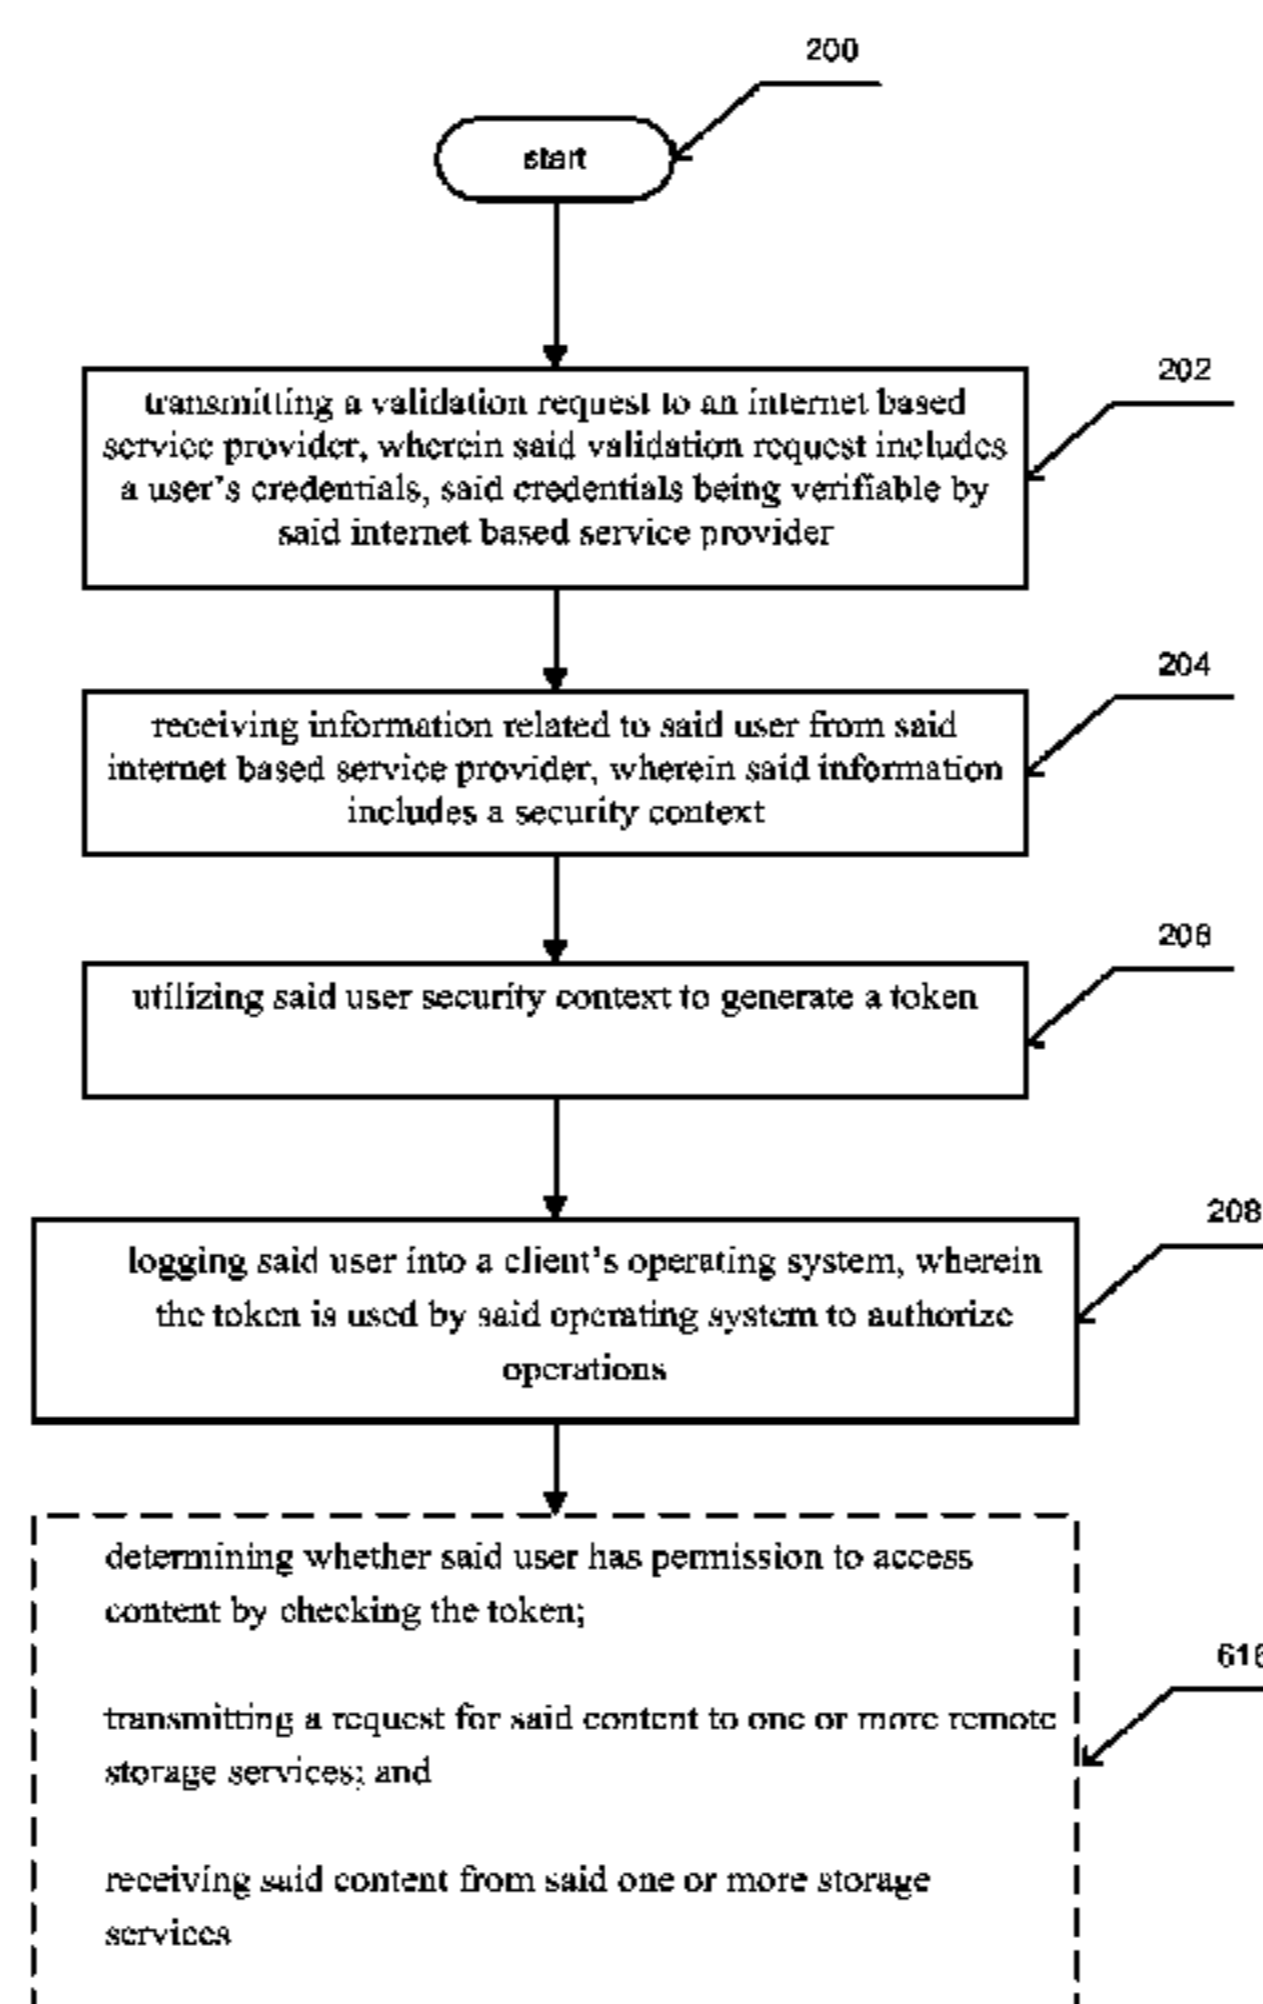 200
start
202
transmitting a validation request to an internet based
service provider, wherein said validation request includes
a user's credentials, said credentials being verifiable by
said internet based service provider
204
receiving information related to said user from said
internet based service provider, wherein said information
includes a security context
206
utilizing said user security context to generate a token
208
logging said user into a client's operating system, wherein
the token is used by said operating system to authorize
operations
determining whether said user has permission to access
content by checking the token;
616
transmitting a request for said content to one or more remote
storage services; and
receiving said content from said one or more storage
services